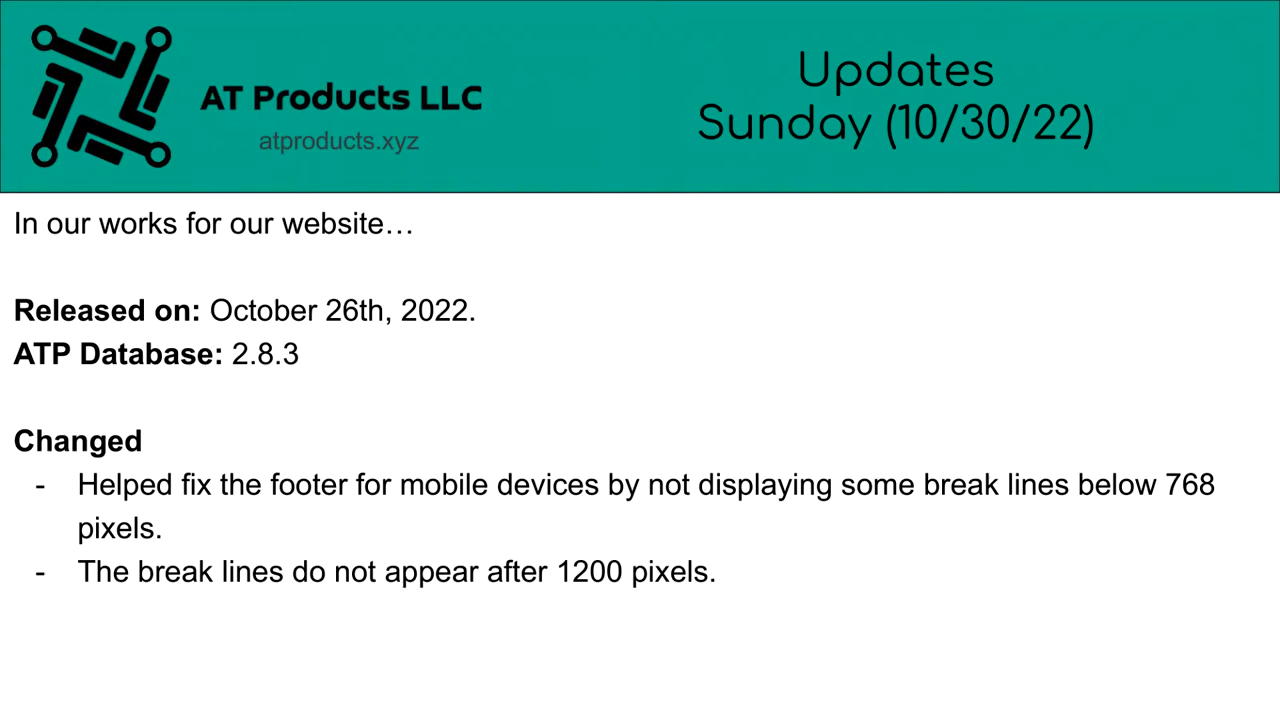 AT Products LLC
atproducts.xyz
Updates
Sunday (10/30/22)
In our works for our website…
Released on: October 26th, 2022.
ATP Database: 2.8.3
Changed
- Helped fix the footer for mobile devices by not displaying some break lines below 768
pixels.
- The break lines do not appear after 1200 pixels.